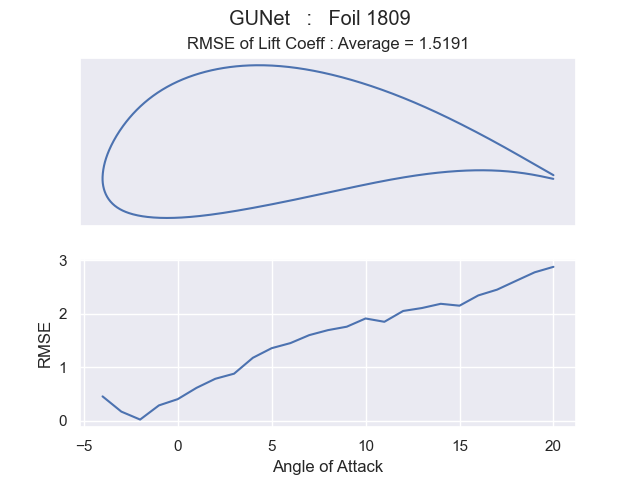 GUNet   :   Foil 1809
RMSE of Lift Coeff : Average = 1.5191
3
2
1
0
RMSE
−5 0 5 10 15 20
Angle of Attack